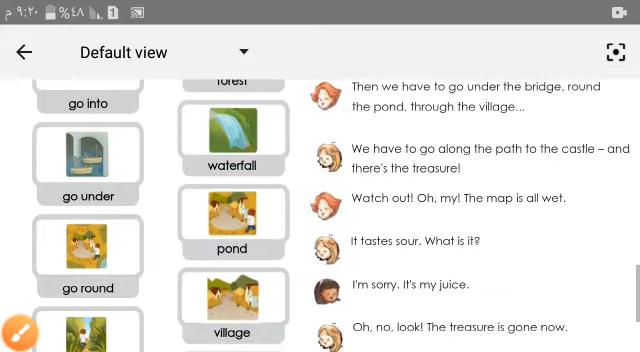 ٩:٢٠ م
%٤٨
1
Default view
go into
forest
go under
waterfall
go round
pond
village
Then we have to go under the bridge, round
the pond, through the village...
We have to go along the path to the castle – and
there's the treasure!
Watch out! Oh, my! The map is all wet.
It tastes sour. What is it?
I'm sorry. It's my juice.
Oh, no, look! The treasure is gone now.